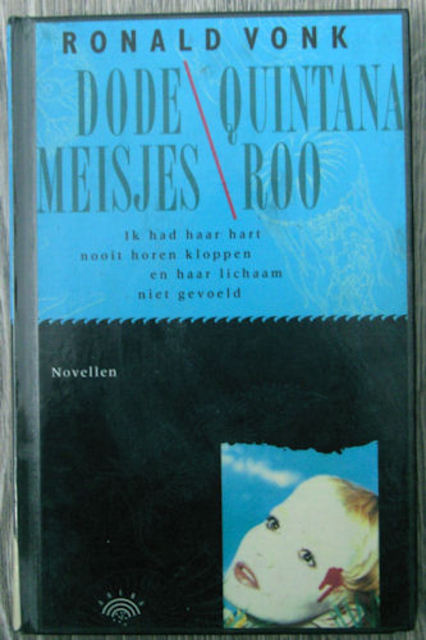 RONALD VONK
DODE \ QUINTANA
MEISJES \ ROO
Ik had haar hart
nooit horen kloppen
en haar lichaam
niet gevoeld
Novellen